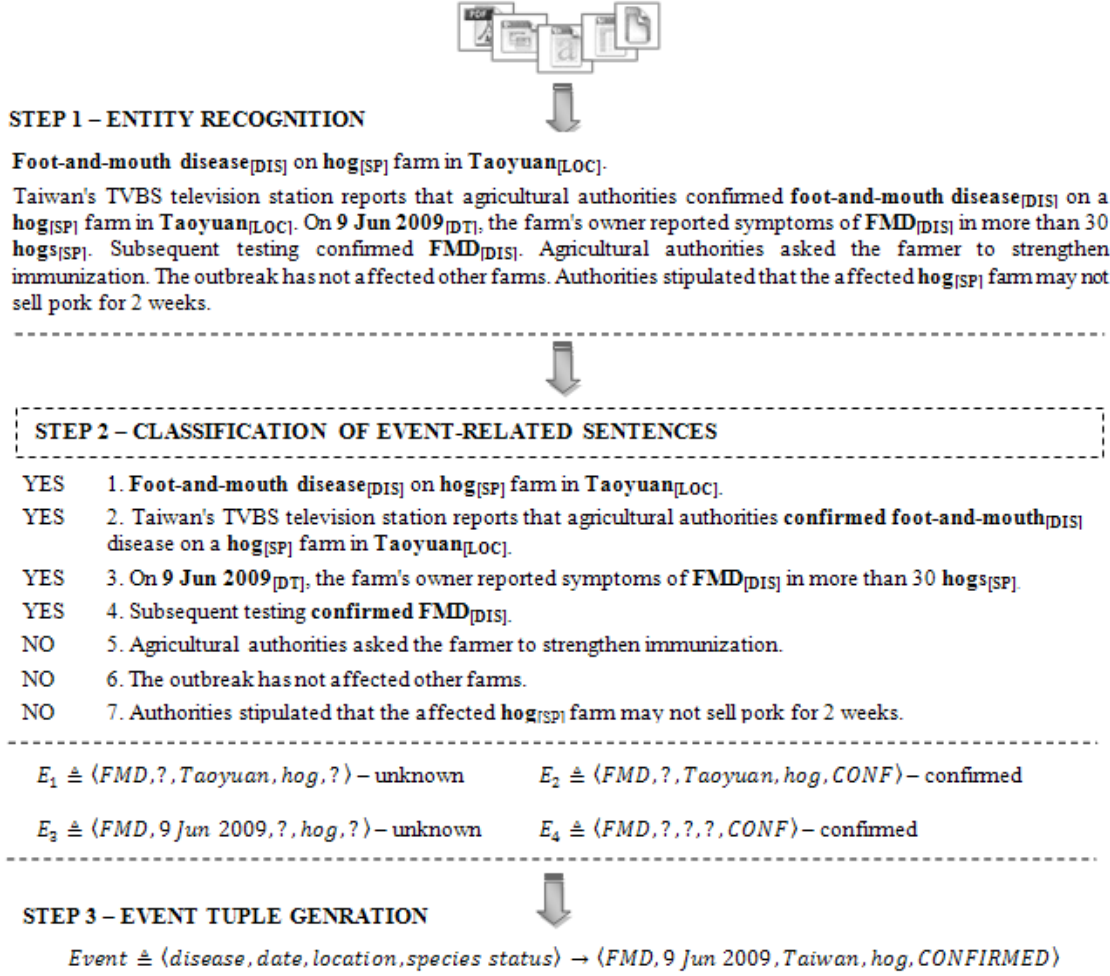 PDF
a
STEP 1 – ENTITY RECOGNITION
Foot-and-mouth disease[DIS] on hog[SP] farm in Taoyuan[LOC].
Taiwan's TVBS television station reports that agricultural authorities confirmed foot-and-mouth disease[DIS] on a
hog[SP] farm in Taoyuan[LOC]. On 9 Jun 2009[DT], the farm's owner reported symptoms of FMD[DIS] in more than 30
hogs[SP]. Subsequent testing confirmed FMD[DIS]. Agricultural authorities asked the farmer to strengthen
immunization. The outbreak has not affected other farms. Authorities stipulated that the affected hog[SP] farm may not
sell pork for 2 weeks.
STEP 2 – CLASSIFICATION OF EVENT-RELATED SENTENCES
YES 1. Foot-and-mouth disease[DIS] on hog[SP] farm in Taoyuan[LOC].
YES 2. Taiwan's TVBS television station reports that agricultural authorities confirmed foot-and-mouth[DIS]
disease on a hog[SP] farm in Taoyuan[LOC].
YES 3. On 9 Jun 2009[DT], the farm's owner reported symptoms of FMD[DIS] in more than 30 hogs[SP].
YES 4. Subsequent testing confirmed FMD[DIS].
NO 5. Agricultural authorities asked the farmer to strengthen immunization.
NO 6. The outbreak has not affected other farms.
NO 7. Authorities stipulated that the affected hog[SP] farm may not sell pork for 2 weeks.
E₁ ≜ ⟨FMD, ?, Taoyuan, hog, ?⟩ – unknown E₂ ≜ ⟨FMD, ?, Taoyuan, hog, CONF⟩ – confirmed
E₃ ≜ ⟨FMD, 9 Jun 2009, ?, hog, ?⟩ – unknown E₄ ≜ ⟨FMD, ?, ?, ?, CONF⟩ – confirmed
STEP 3 – EVENT TUPLE GENRATION
Event ≜ ⟨disease, date, location, species status⟩ → ⟨FMD, 9 Jun 2009, Taiwan, hog, CONFIRMED⟩